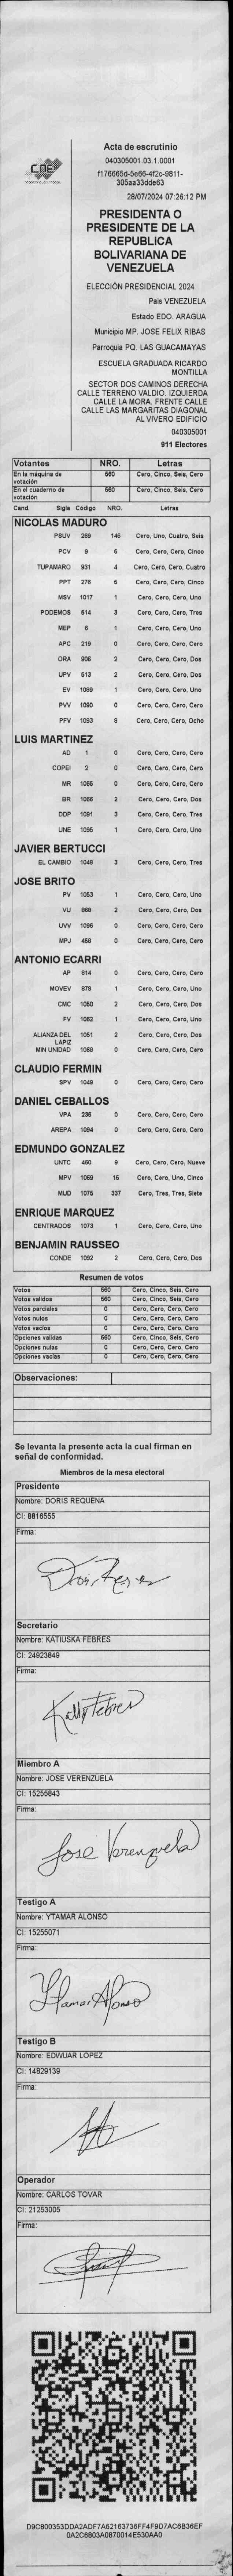 CNE
Acta de escrutinio
040305001.03.1.0001
f176665d-5e66-4f2c-9811-
305aa33dde63
28/07/2024 07:26:12 PM
PRESIDENTA O
PRESIDENTE DE LA
REPUBLICA
BOLIVARIANA DE
VENEZUELA
ELECCIÓN PRESIDENCIAL 2024
Pais VENEZUELA
Estado EDO. ARAGUA
Municipio MP. JOSE FELIX RIBAS
Parroquia PQ. LAS GUACAMAYAS
ESCUELA GRADUADA RICARDO
MONTILLA
SECTOR DOS CAMINOS DERECHA
CALLE TERRENO VALDIO. IZQUIERDA
CALLE LA MORA. FRENTE CALLE
CALLE LAS MARGARITAS DIAGONAL
AL VIVERO EDIFICIO
040305001
911 Electores
Votantes NRO. Letras
En la máquina de votación 560 Cero, Cinco, Seis, Cero
En el cuaderno de votación 560 Cero, Cinco, Seis, Cero
Cand. Sigla Código NRO. Letras
NICOLAS MADURO
PSUV 269 146 Cero, Uno, Cuatro, Seis
PCV 9 5 Cero, Cero, Cero, Cinco
TUPAMARO 931 4 Cero, Cero, Cero, Cuatro
PPT 276 5 Cero, Cero, Cero, Cinco
MSV 1017 1 Cero, Cero, Cero, Uno
PODEMOS 614 3 Cero, Cero, Cero, Tres
MEP 6 1 Cero, Cero, Cero, Uno
APC 219 0 Cero, Cero, Cero, Cero
ORA 906 2 Cero, Cero, Cero, Dos
UPV 513 2 Cero, Cero, Cero, Dos
EV 1089 1 Cero, Cero, Cero, Uno
PVV 1090 0 Cero, Cero, Cero, Cero
PFV 1093 8 Cero, Cero, Cero, Ocho
LUIS MARTINEZ
AD 1 0 Cero, Cero, Cero, Cero
COPEI 2 0 Cero, Cero, Cero, Cero
MR 1065 0 Cero, Cero, Cero, Cero
BR 1066 2 Cero, Cero, Cero, Dos
DDP 1091 3 Cero, Cero, Cero, Tres
UNE 1095 1 Cero, Cero, Cero, Uno
JAVIER BERTUCCI
EL CAMBIO 1048 3 Cero, Cero, Cero, Tres
JOSE BRITO
PV 1053 1 Cero, Cero, Cero, Uno
VU 868 2 Cero, Cero, Cero, Dos
UVV 1096 0 Cero, Cero, Cero, Cero
MPJ 458 0 Cero, Cero, Cero, Cero
ANTONIO ECARRI
AP 814 0 Cero, Cero, Cero, Cero
MOVEV 878 1 Cero, Cero, Cero, Uno
CMC 1050 2 Cero, Cero, Cero, Dos
FV 1062 1 Cero, Cero, Cero, Uno
ALIANZA DEL LAPIZ 1051 2 Cero, Cero, Cero, Dos
MIN UNIDAD 1069 0 Cero, Cero, Cero, Cero
CLAUDIO FERMIN
SPV 1049 0 Cero, Cero, Cero, Cero
DANIEL CEBALLOS
VPA 236 0 Cero, Cero, Cero, Cero
AREPA 1094 0 Cero, Cero, Cero, Cero
EDMUNDO GONZALEZ
UNTC 460 9 Cero, Cero, Cero, Nueve
MPV 1059 15 Cero, Cero, Uno, Cinco
MUD 1075 337 Cero, Tres, Tres, Siete
ENRIQUE MARQUEZ
CENTRADOS 1073 1 Cero, Cero, Cero, Uno
BENJAMIN RAUSSEO
CONDE 1092 2 Cero, Cero, Cero, Dos
Resumen de votos
Votos 560 Cero, Cinco, Seis, Cero
Votos validos 560 Cero, Cinco, Seis, Cero
Votos parciales 0 Cero, Cero, Cero, Cero
Votos nulos 0 Cero, Cero, Cero, Cero
Votos vacios 0 Cero, Cero, Cero, Cero
Opciones validas 560 Cero, Cinco, Seis, Cero
Opciones nulas 0 Cero, Cero, Cero, Cero
Opciones vacias 0 Cero, Cero, Cero, Cero
Observaciones:
Se levanta la presente acta la cual firman en
señal de conformidad.
Miembros de la mesa electoral
Presidente
Nombre: DORIS REQUENA
CI: 8816555
Firma:
Secretario
Nombre: KATIUSKA FEBRES
CI: 24923849
Firma:
Katty Febres
Miembro A
Nombre: JOSE VERENZUELA
CI: 15255843
Firma:
Jose Verenzuela
Testigo A
Nombre: YTAMAR ALONSO
CI: 15255071
Firma:
Ytamar Alonso
Testigo B
Nombre: EDWUAR LOPEZ
CI: 14829139
Firma:
Operador
Nombre: CARLOS TOVAR
CI: 21253005
Firma:
D9C800353DDA2ADF7A62163736FF4F9D7AC6B36EF
0A2C6803A0870014E530AA0